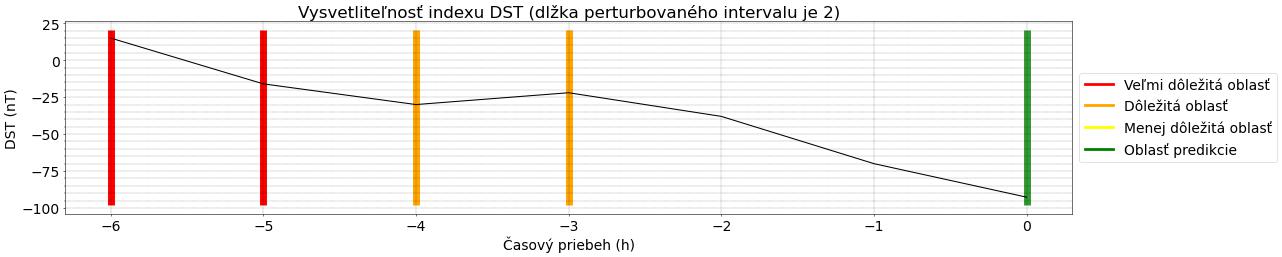 Vysvetliteľnosť indexu DST (dlžka perturbovaného intervalu je 2)
25
0
−25
−50
−75
−100
DST (nT)
−6 −5 −4 −3 −2 −1 0
Časový priebeh (h)
Veľmi dôležitá oblasť
Dôležitá oblasť
Menej dôležitá oblasť
Oblasť predikcie